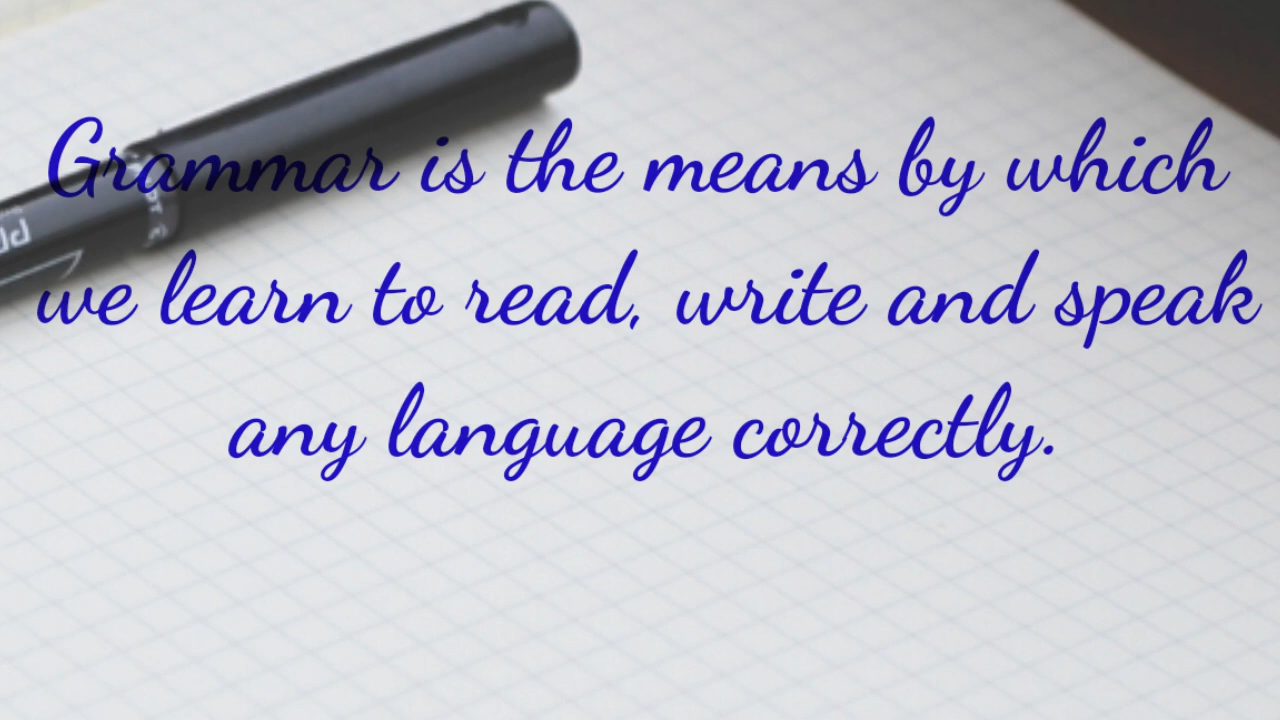 Grammar is the means by which
we learn to read, write and speak
any language correctly.